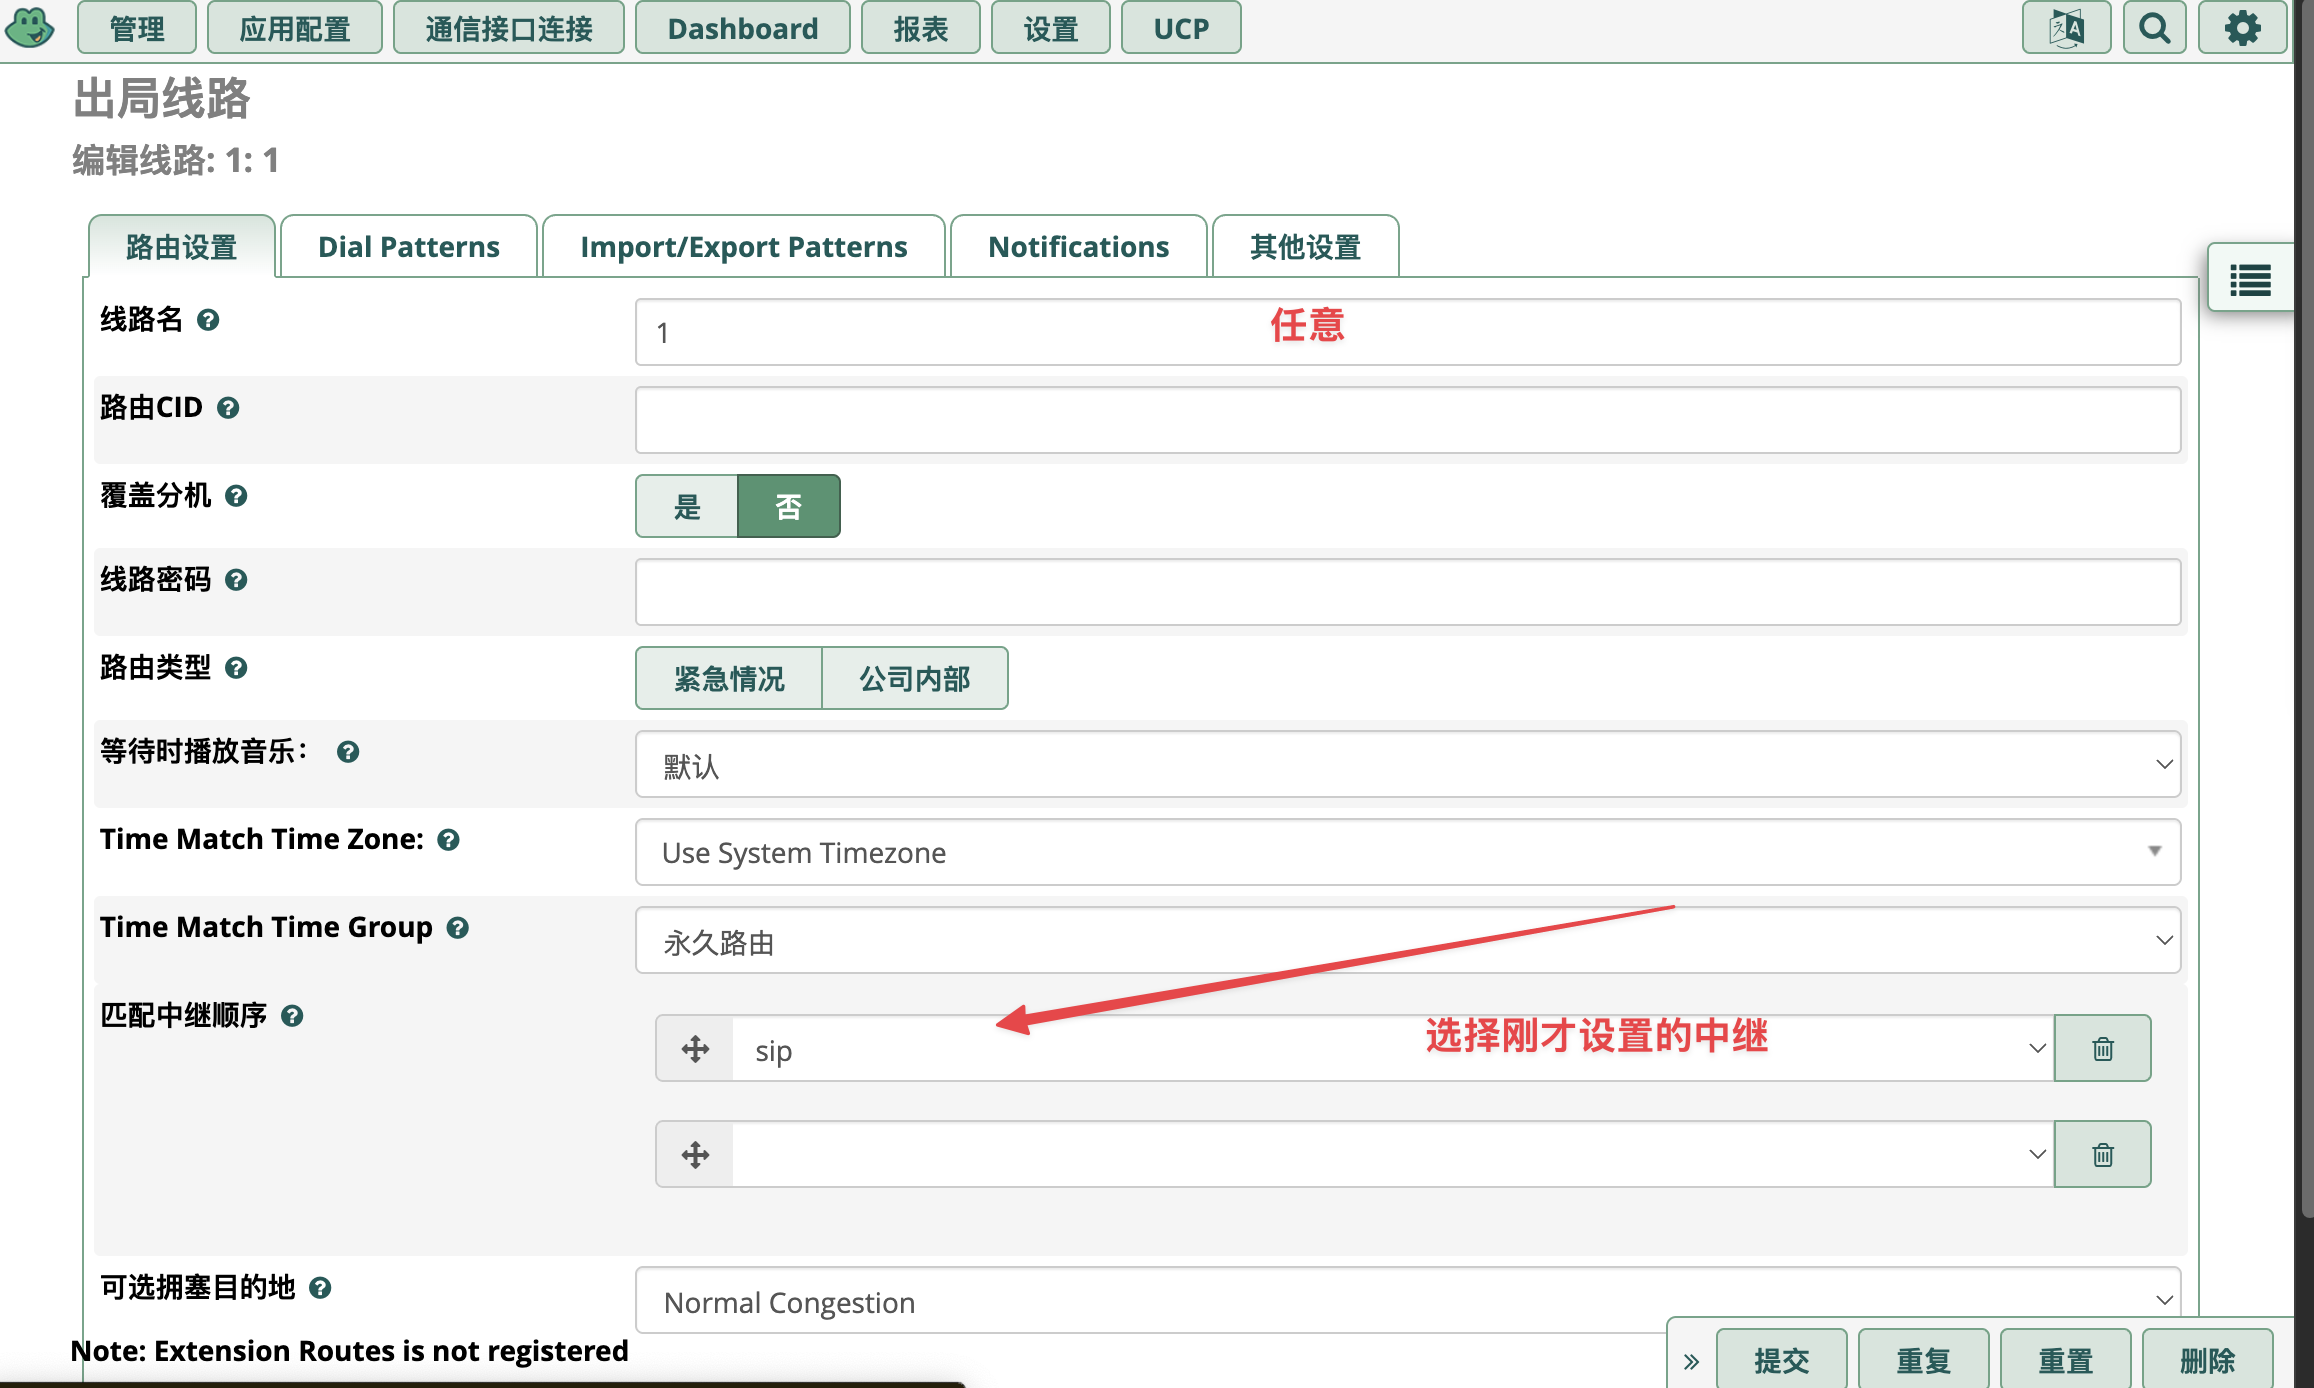 管理 应用配置 通信接口连接 Dashboard 报表 设置 UCP
出局线路
编辑线路: 1: 1
路由设置 Dial Patterns Import/Export Patterns Notifications 其他设置
线路名 1 任意
路由CID
覆盖分机 是 否
线路密码
路由类型 紧急情况 公司内部
等待时播放音乐： 默认
Time Match Time Zone: Use System Timezone
Time Match Time Group 永久路由
匹配中继顺序 sip 选择刚才设置的中继
可选拥塞目的地 Normal Congestion
Note: Extension Routes is not registered
» 提交 重复 重置 删除